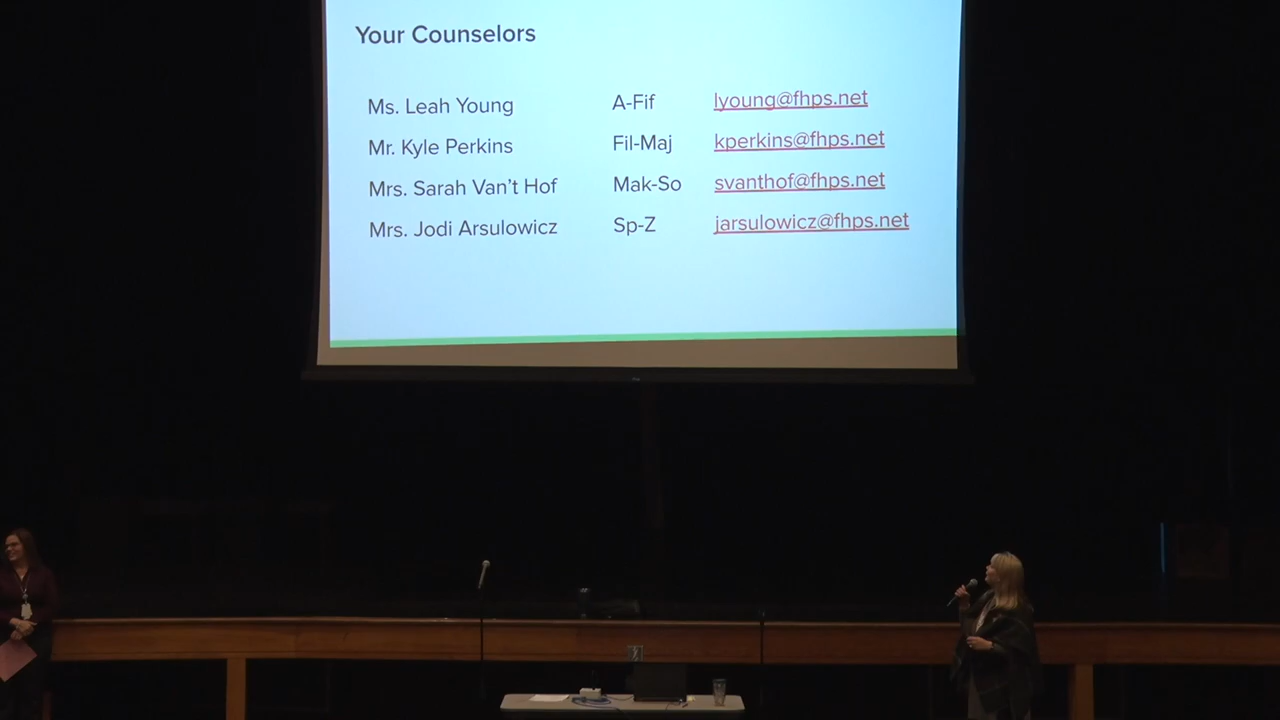 Your Counselors
Ms. Leah Young A-Fif lyoung@fhps.net
Mr. Kyle Perkins Fil-Maj kperkins@fhps.net
Mrs. Sarah Van't Hof Mak-So svanthof@fhps.net
Mrs. Jodi Arsulowicz Sp-Z jarsulowicz@fhps.net